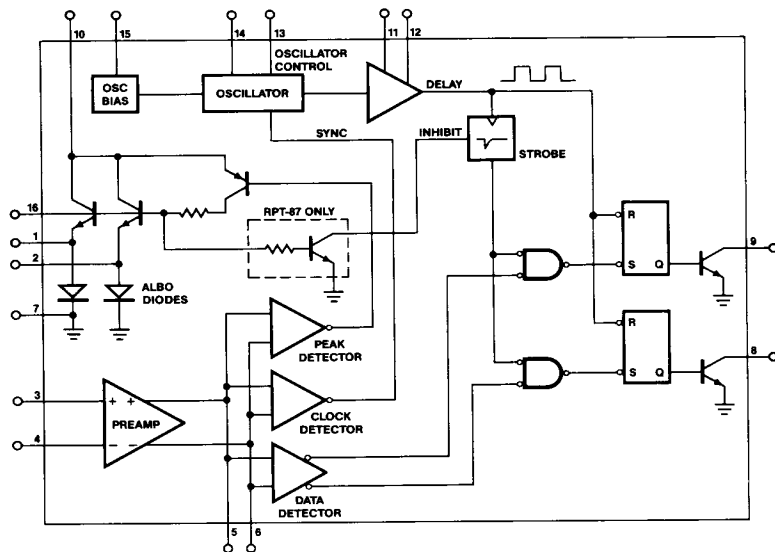 10 15 14 13 11 12
OSCILLATOR
CONTROL
OSC
BIAS
OSCILLATOR
DELAY
SYNC
INHIBIT
STROBE
16
RPT-87 ONLY
1
2
ALBO
DIODES
7
R
S Q
9
PEAK
DETECTOR
R
S Q
8
3
+ +
PREAMP
4
- -
CLOCK
DETECTOR
DATA
DETECTOR
5 6